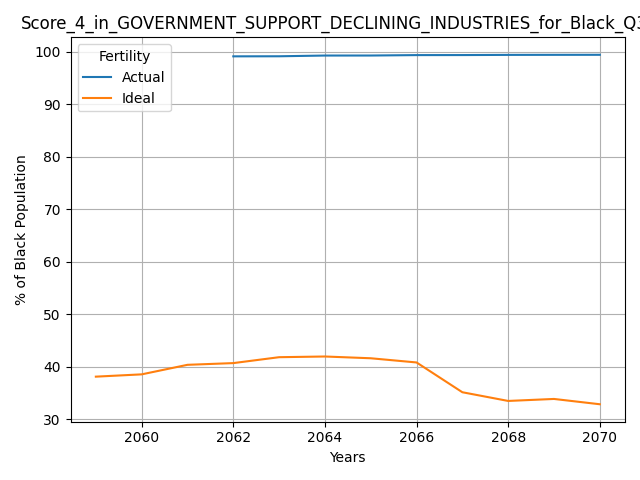 Score_4_in_GOVERNMENT_SUPPORT_DECLINING_INDUSTRIES_for_Black_Q3
Fertility
Actual
Ideal
% of Black Population
100
90
80
70
60
50
40
30
2060 2062 2064 2066 2068 2070
Years